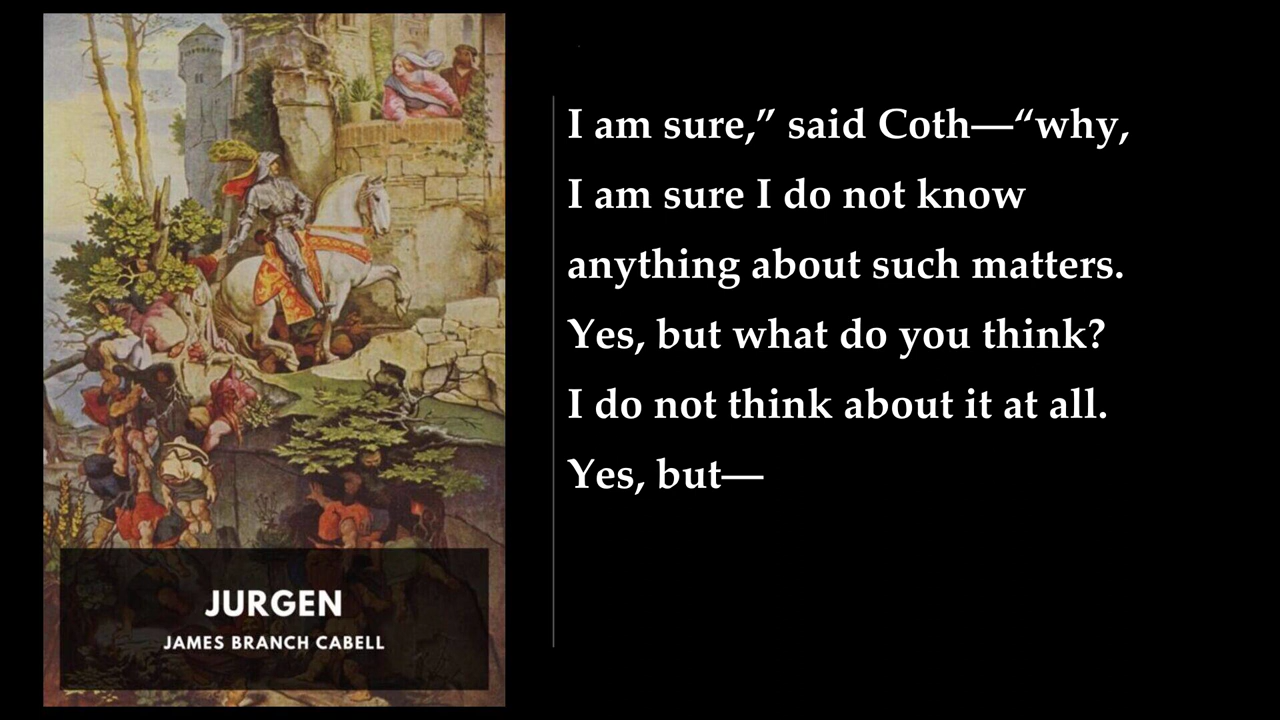 I am sure,” said Coth—“why,
I am sure I do not know
anything about such matters.
Yes, but what do you think?
I do not think about it at all.
Yes, but—
JURGEN
JAMES BRANCH CABELL